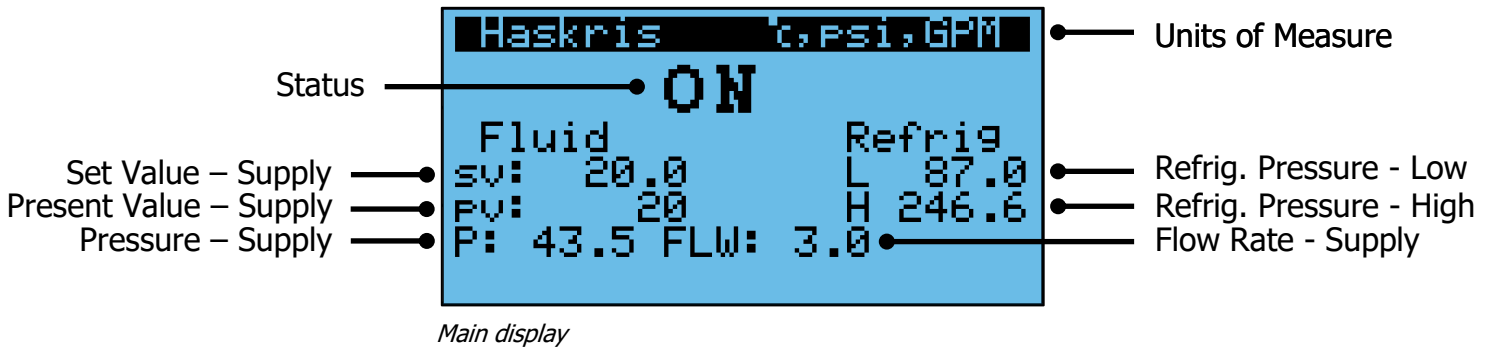 Haskris °c,psi,GPM
Units of Measure
Status
ON
Fluid Refrig
Set Value – Supply
sv: 20.0 L 87.0
Refrig. Pressure - Low
Present Value – Supply
pv: 20 H 246.6
Refrig. Pressure - High
Pressure – Supply
P: 43.5 FLW: 3.0
Flow Rate - Supply
Main display